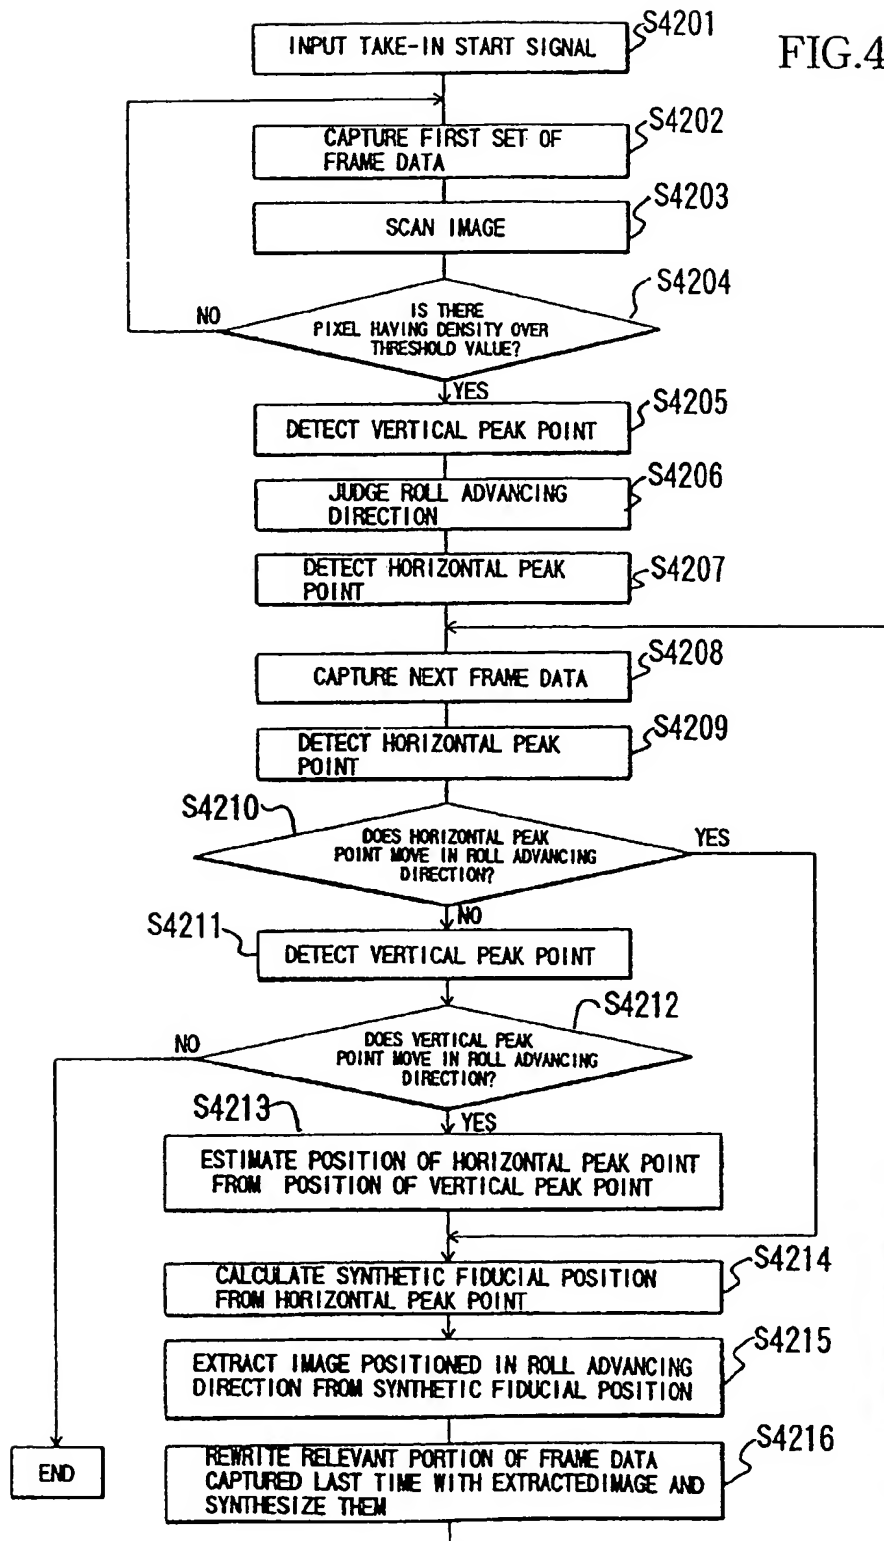 S4201
INPUT TAKE-IN START SIGNAL
FIG.4
S4202
CAPTURE FIRST SET OF
FRAME DATA
S4203
SCAN IMAGE
S4204
IS THERE
PIXEL HAVING DENSITY OVER
THRESHOLD VALUE?
NO
YES
S4205
DETECT VERTICAL PEAK POINT
S4206
JUDGE ROLL ADVANCING
DIRECTION
S4207
DETECT HORIZONTAL PEAK
POINT
S4208
CAPTURE NEXT FRAME DATA
S4209
DETECT HORIZONTAL PEAK
POINT
S4210
DOES HORIZONTAL PEAK
POINT MOVE IN ROLL ADVANCING
DIRECTION?
YES
NO
S4211
DETECT VERTICAL PEAK POINT
S4212
DOES VERTICAL PEAK
POINT MOVE IN ROLL ADVANCING
DIRECTION?
NO
YES
S4213
ESTIMATE POSITION OF HORIZONTAL PEAK POINT
FROM POSITION OF VERTICAL PEAK POINT
S4214
CALCULATE SYNTHETIC FIDUCIAL POSITION
FROM HORIZONTAL PEAK POINT
S4215
EXTRACT IMAGE POSITIONED IN ROLL ADVANCING
DIRECTION FROM SYNTHETIC FIDUCIAL POSITION
S4216
REWRITE RELEVANT PORTION OF FRAME DATA
CAPTURED LAST TIME WITH EXTRACTEDIMAGE AND
SYNTHESIZE THEM
END